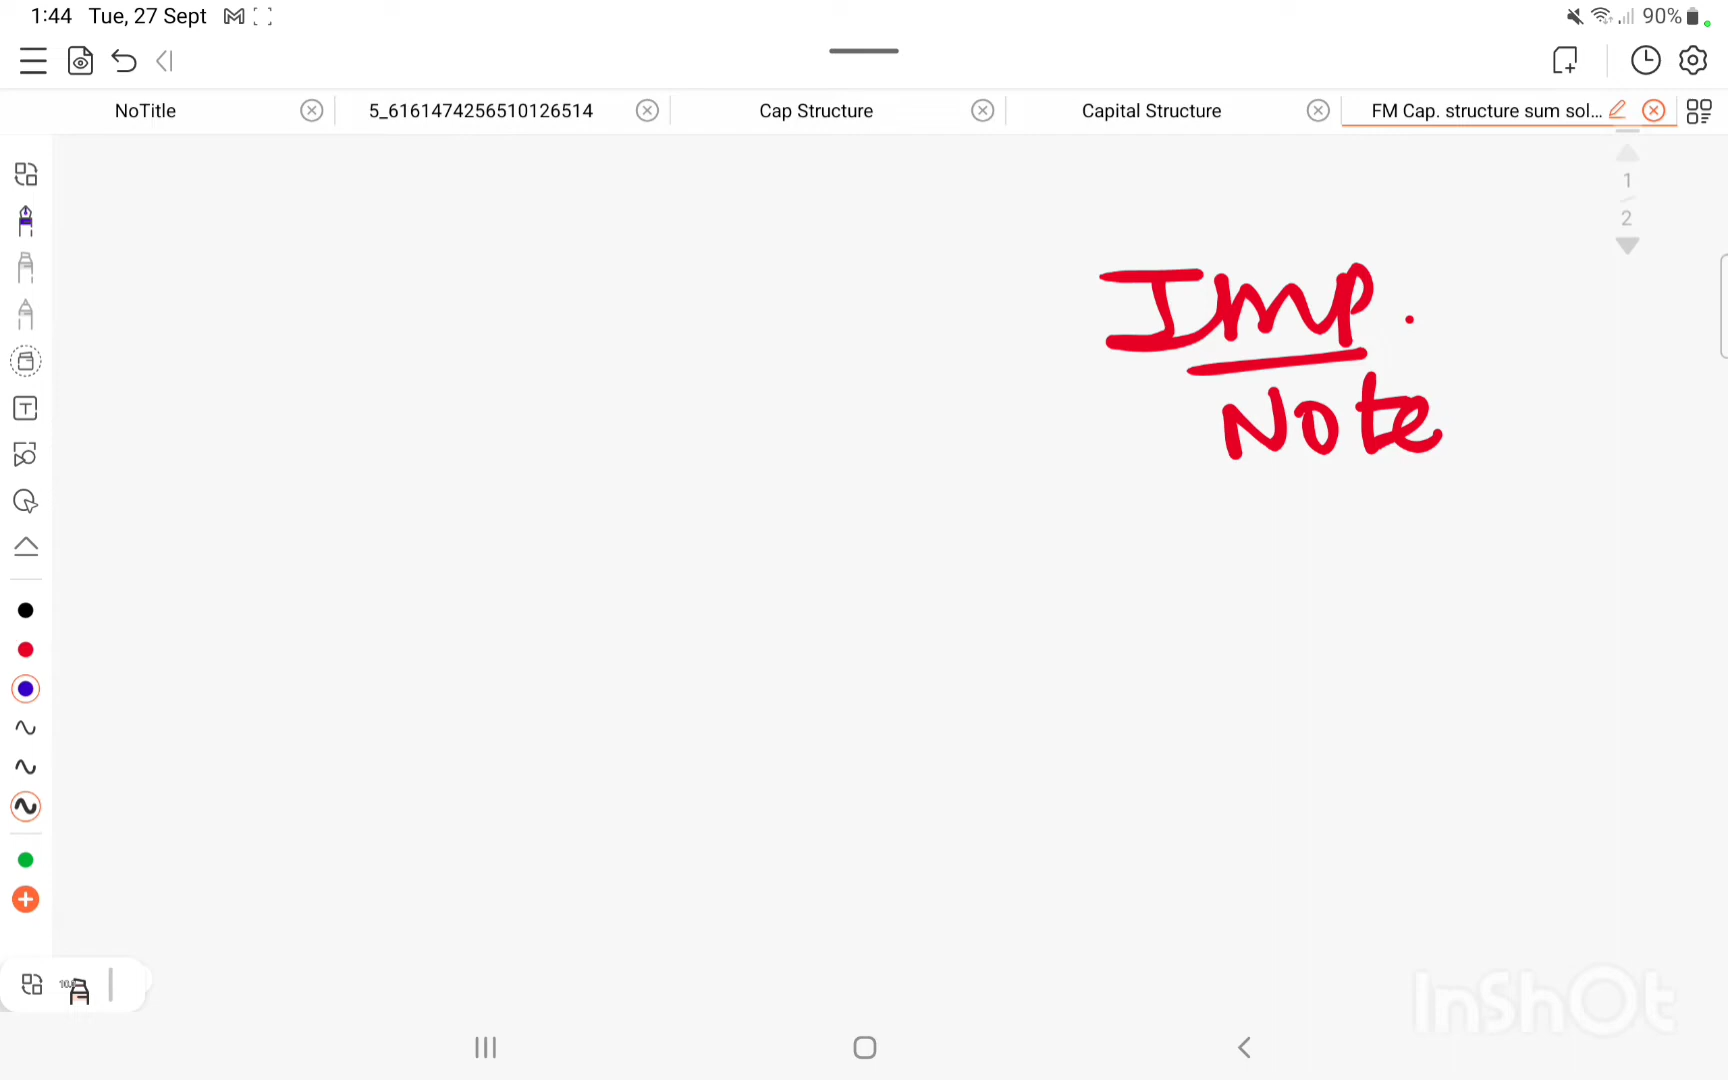 1:44 Tue, 27 Sept 90%
NoTitle 5_6161474256510126514 Cap Structure Capital Structure FM Cap. structure sum sol...
1
2
Imp.
Note
InShOt